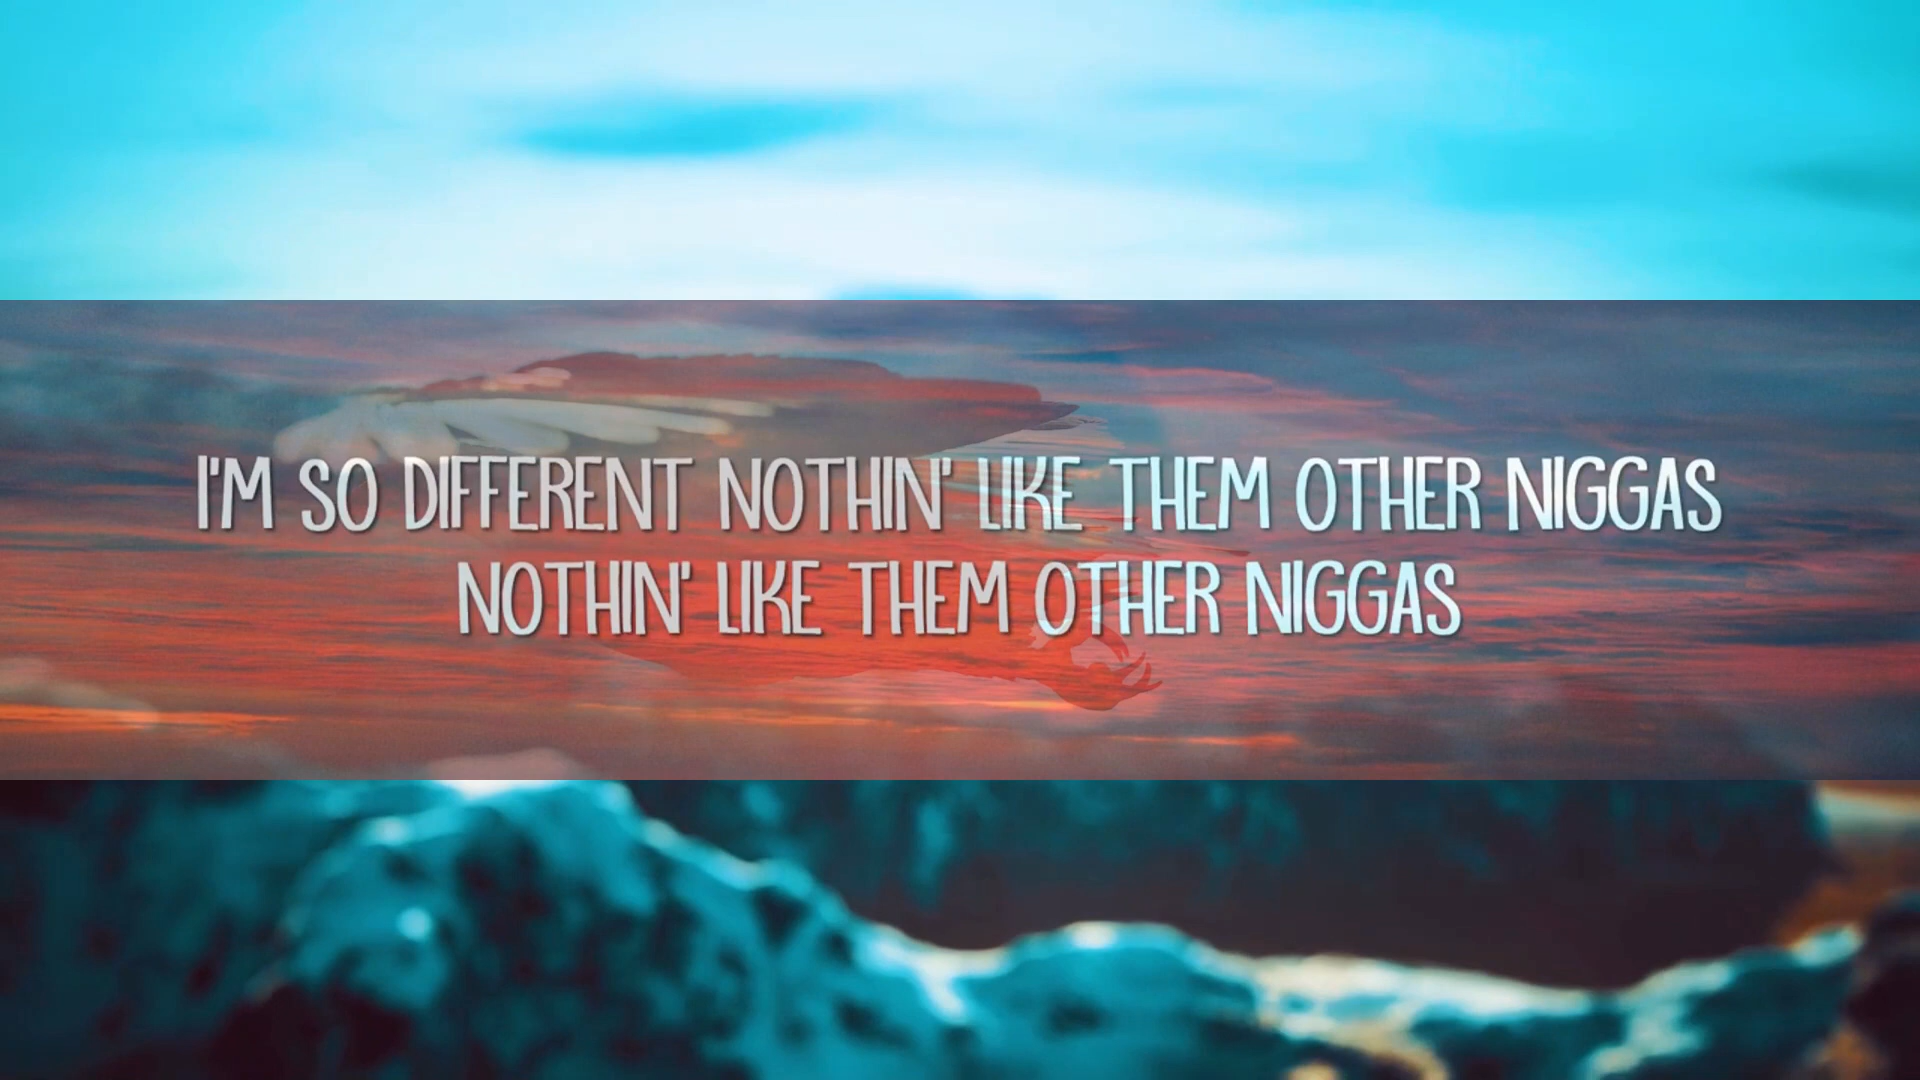 I'M SO DIFFERENT NOTHIN' LIKE THEM OTHER NIGGAS
NOTHIN' LIKE THEM OTHER NIGGAS